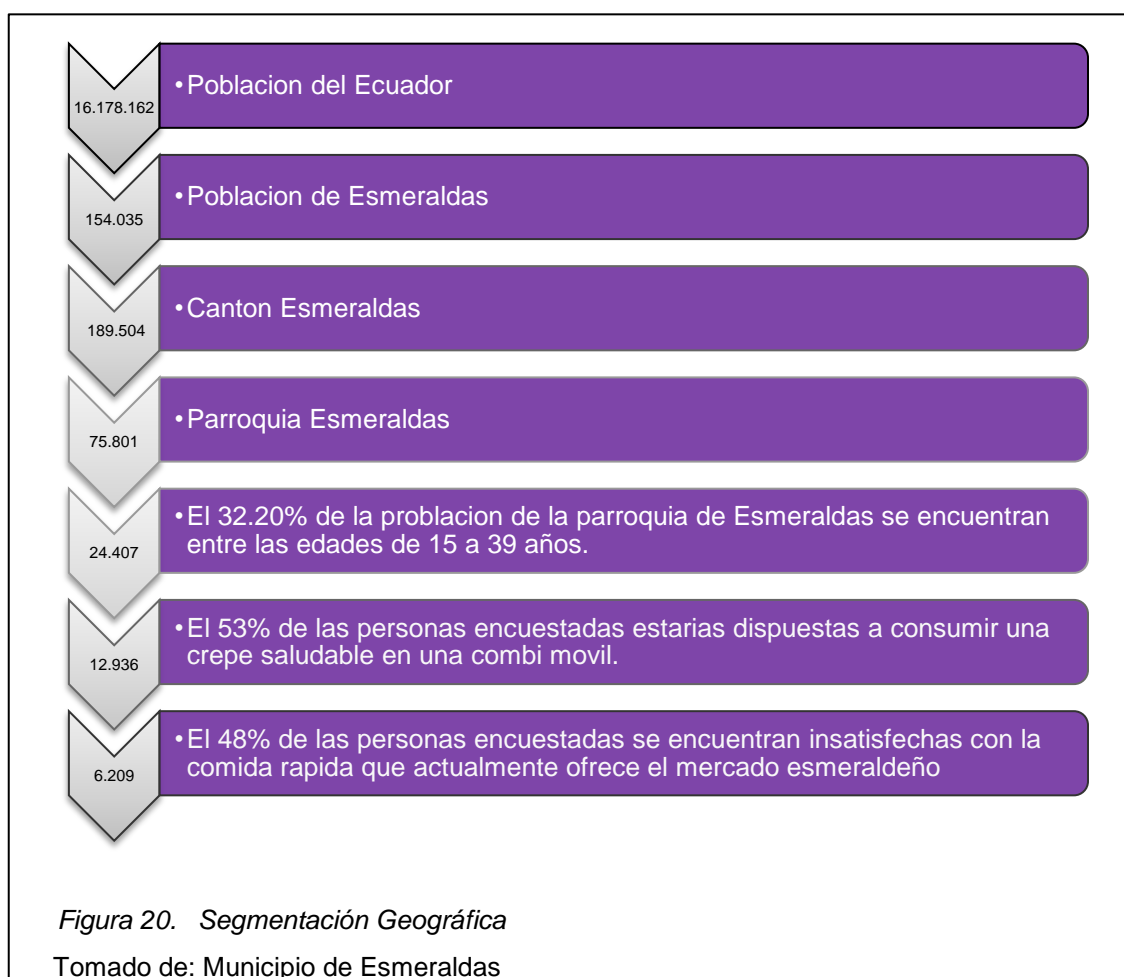 16.178.162
•Poblacion del Ecuador
154.035
•Poblacion de Esmeraldas
189.504
•Canton Esmeraldas
75.801
•Parroquia Esmeraldas
24.407
•El 32.20% de la problacion de la parroquia de Esmeraldas se encuentran
entre las edades de 15 a 39 años.
12.936
•El 53% de las personas encuestadas estarias dispuestas a consumir una
crepe saludable en una combi movil.
6.209
•El 48% de las personas encuestadas se encuentran insatisfechas con la
comida rapida que actualmente ofrece el mercado esmeraldeño
Figura 20. Segmentación Geográfica
Tomado de: Municipio de Esmeraldas